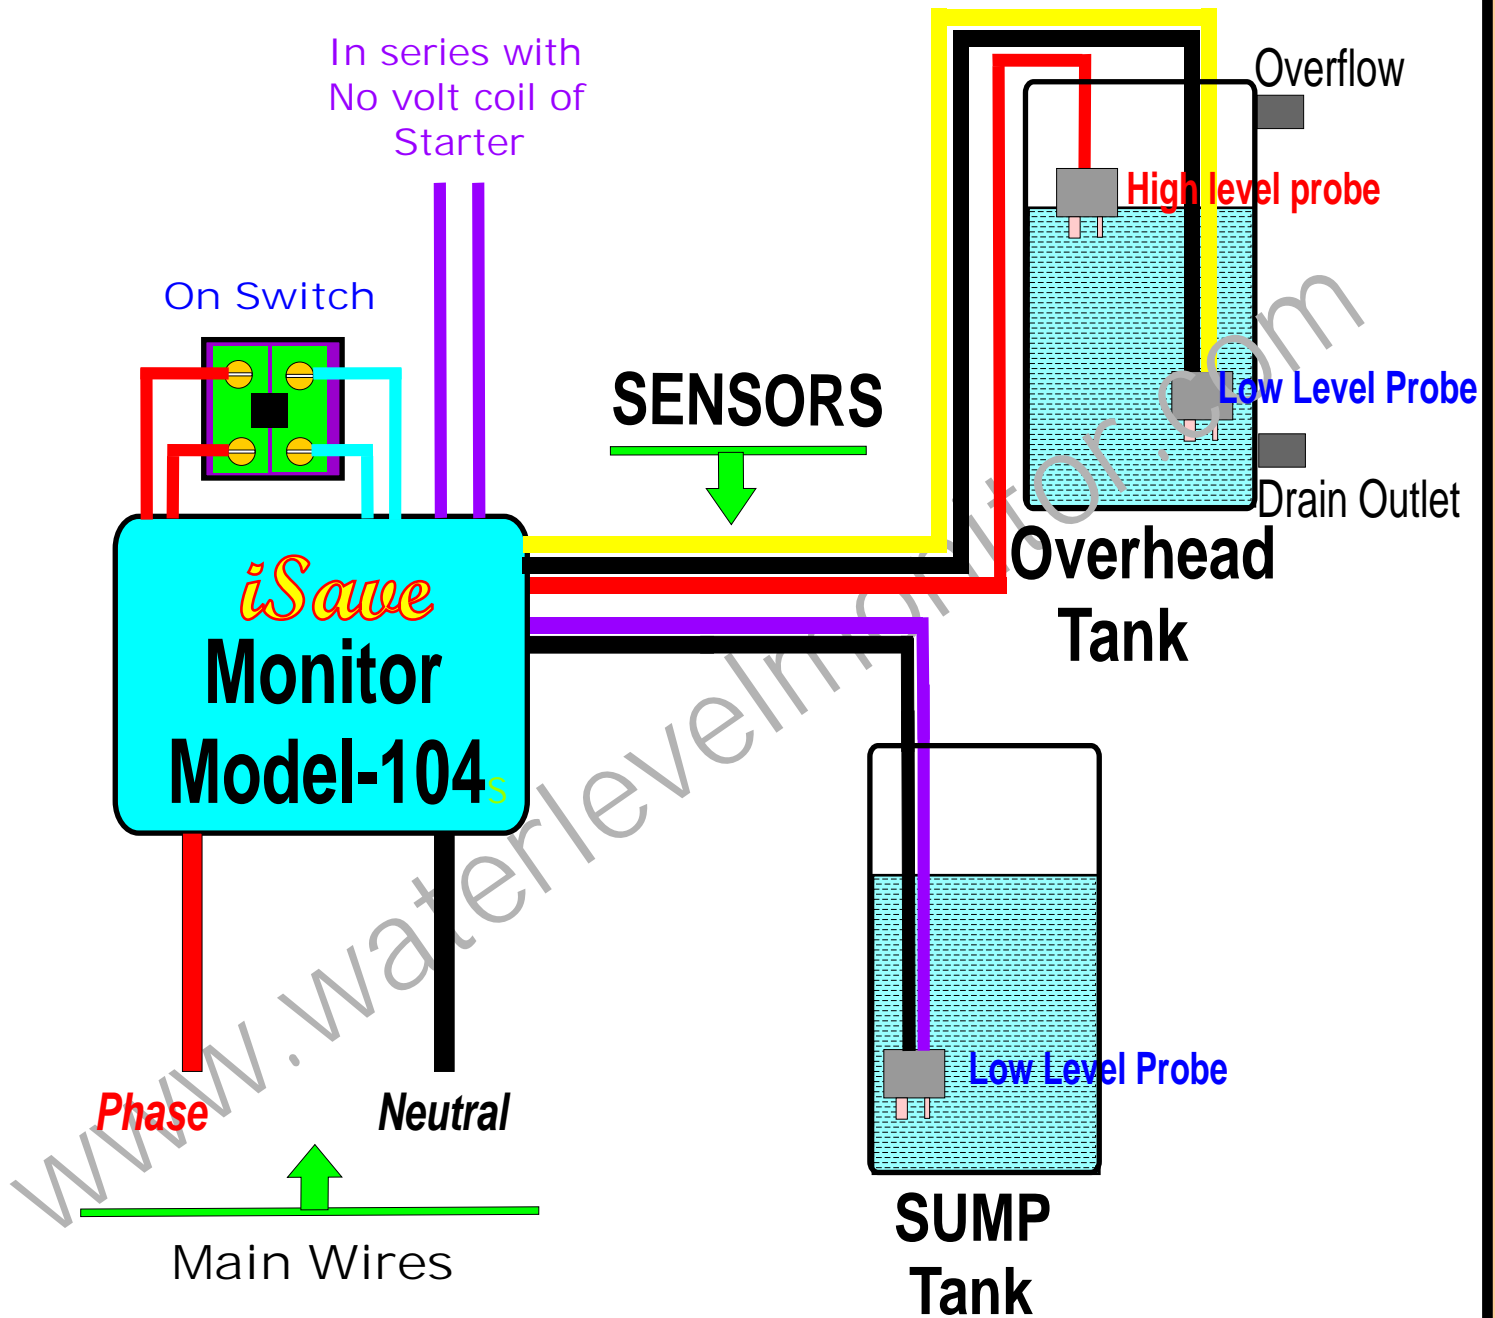 In series with
No volt coil of
Starter
Overflow
High level probe
On Switch
SENSORS
Low Level Probe
Drain Outlet
Overhead
Tank
iSave
Monitor
Model-104s
Low Level Probe
Phase
Neutral
SUMP
Tank
Main Wires
www.waterlevelmonitor.com